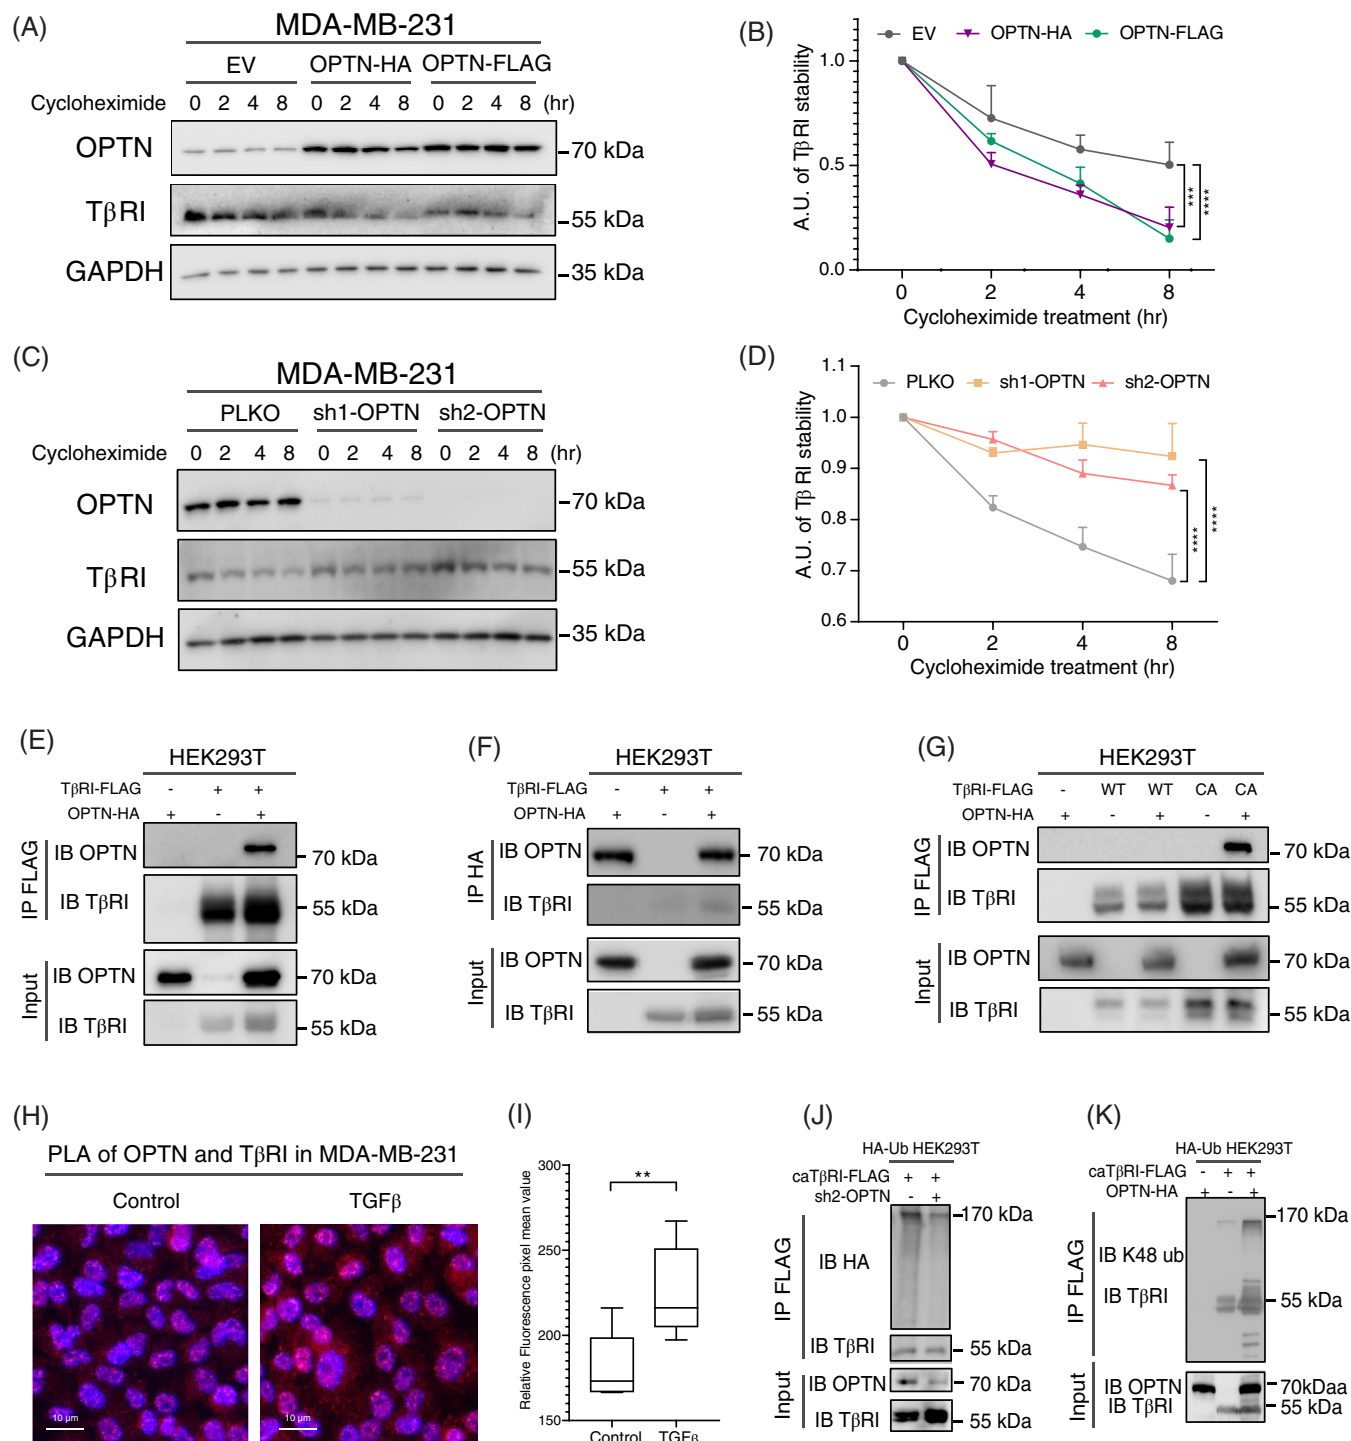 (A)
MDA-MB-231
EV OPTN-HA OPTN-FLAG
Cycloheximide 0 2 4 8 0 2 4 8 0 2 4 8 (hr)
OPTN 70 kDa
TβRI 55 kDa
GAPDH 35 kDa
(B)
EV OPTN-HA OPTN-FLAG
A.U. of TβRI stability
1.0
0.5
0.0
*** ****
0 2 4 8
Cycloheximide treatment (hr)
(C)
MDA-MB-231
PLKO sh1-OPTN sh2-OPTN
Cycloheximide 0 2 4 8 0 2 4 8 0 2 4 8 (hr)
OPTN 70 kDa
TβRI 55 kDa
GAPDH 35 kDa
(D)
PLKO sh1-OPTN sh2-OPTN
A.U. of Tβ RI stability
1.1
1.0
0.9
0.8
0.7
0.6
**** ****
0 2 4 8
Cycloheximide treatment (hr)
(E)
HEK293T
TβRI-FLAG - + +
OPTN-HA + - +
IP FLAG
IB OPTN 70 kDa
IB TβRI 55 kDa
Input
IB OPTN 70 kDa
IB TβRI 55 kDa
(F)
HEK293T
TβRI-FLAG - + +
OPTN-HA + - +
IP HA
IB OPTN 70 kDa
IB TβRI 55 kDa
Input
IB OPTN 70 kDa
IB TβRI 55 kDa
(G)
HEK293T
TβRI-FLAG - WT WT CA CA
OPTN-HA + - + - +
IP FLAG
IB OPTN 70 kDa
IB TβRI 55 kDa
Input
IB OPTN 70 kDa
IB TβRI 55 kDa
(H)
PLA of OPTN and TβRI in MDA-MB-231
Control TGFβ
10 µm 10 µm
(I)
Relative Fluorescence pixel mean value
300
250
200
150
**
Control TGFβ
(J)
HA-Ub HEK293T
caTβRI-FLAG + +
sh2-OPTN - +
170 kDa
IP FLAG
IB HA
IB TβRI 55 kDa
Input
IB OPTN 70 kDa
IB TβRI 55 kDa
(K)
HA-Ub HEK293T
caTβRI-FLAG - + +
OPTN-HA + - +
170 kDa
IP FLAG
IB K48 ub
IB TβRI 55 kDa
Input
IB OPTN 70kDaa
IB TβRI 55 kDa